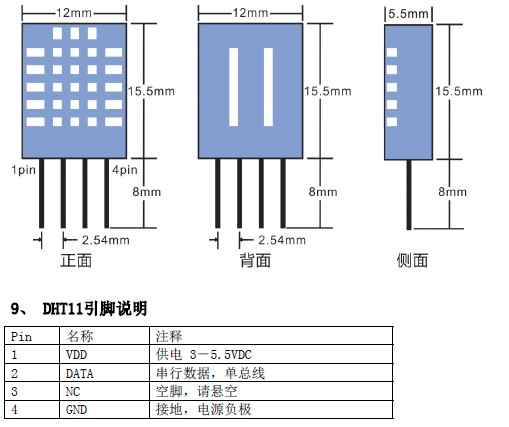 12mm
12mm
5.5mm
15.5mm
15.5mm
15.5mm
1pin
4pin
8mm
8mm
8mm
2.54mm
2.54mm
正面
背面
侧面
9、 DHT11引脚说明
Pin 名称 注释
1 VDD 供电 3－5.5VDC
2 DATA 串行数据，单总线
3 NC 空脚，请悬空
4 GND 接地，电源负极